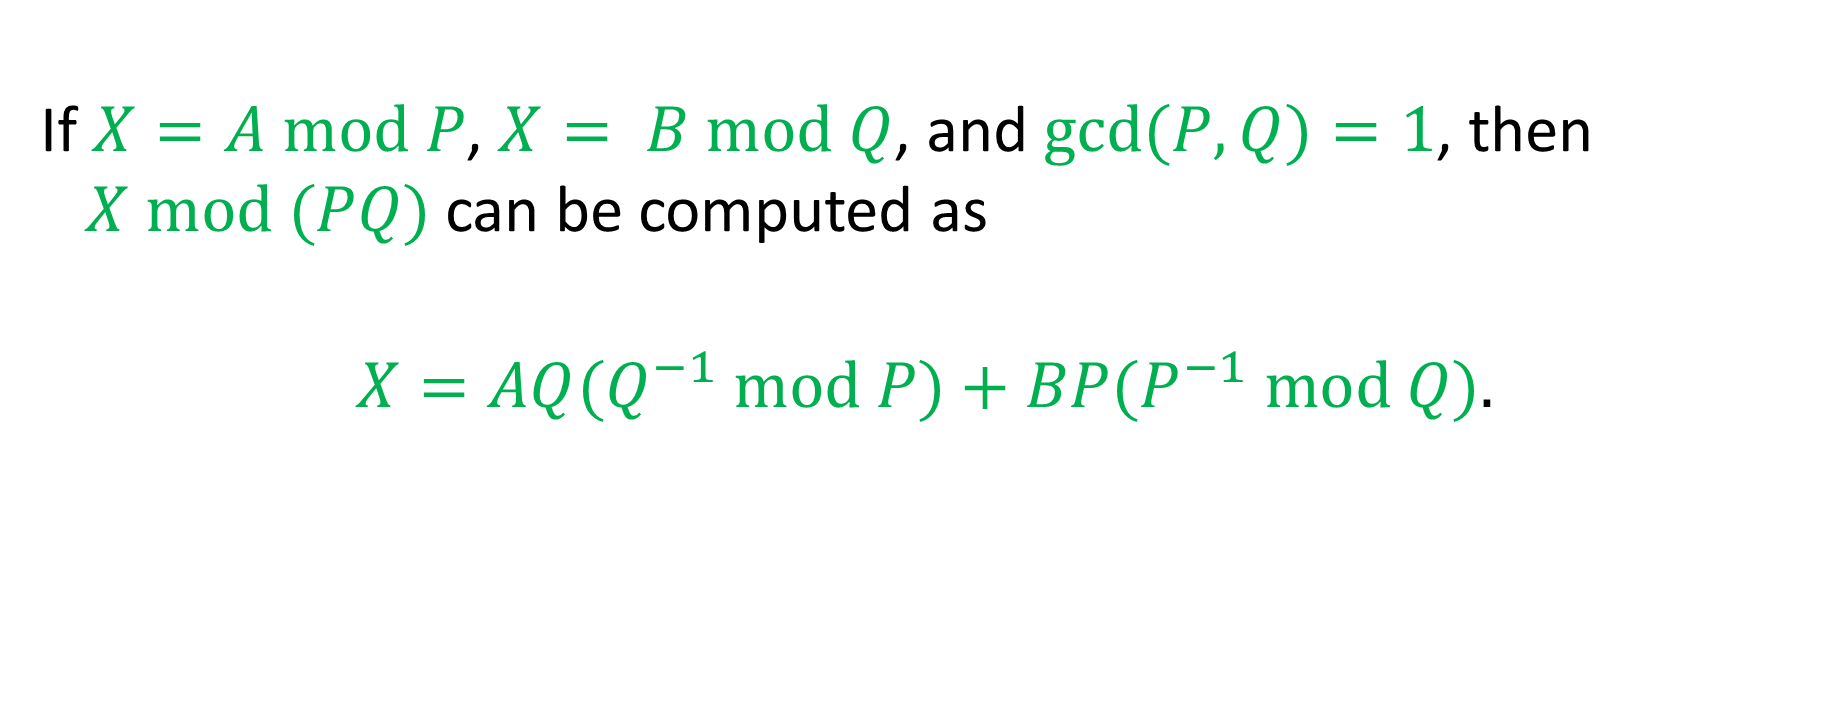 If X = A mod P, X = B mod Q, and gcd(P, Q) = 1, then
X mod (PQ) can be computed as
X = AQ(Q⁻¹ mod P) + BP(P⁻¹ mod Q).